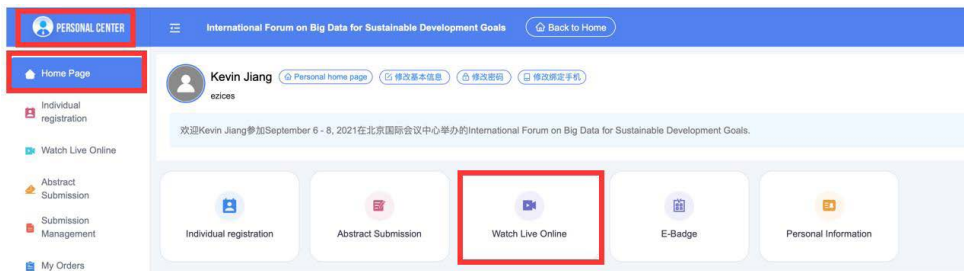 PERSONAL CENTER
International Forum on Big Data for Sustainable Development Goals
Back to Home
Home Page
Individual
registration
Watch Live Online
Abstract
Submission
Submission
Management
My Orders
Kevin Jiang
Personal home page
修改基本信息
修改密码
修改绑定手机
ezices
欢迎Kevin Jiang参加September 6 - 8, 2021在北京国际会议中心举办的International Forum on Big Data for Sustainable Development Goals.
Individual registration
Abstract Submission
Watch Live Online
E-Badge
Personal Information